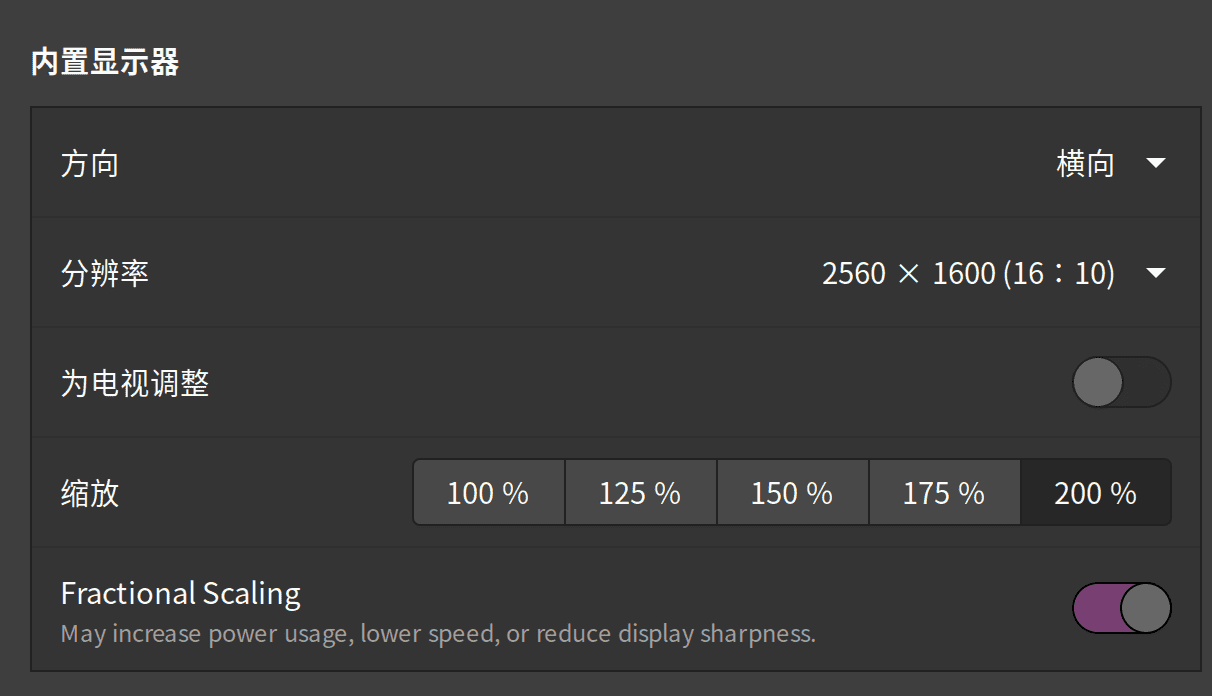 内置显示器
方向 横向
分辨率 2560 × 1600 (16∶10)
为电视调整
缩放 100 % 125 % 150 % 175 % 200 %
Fractional Scaling
May increase power usage, lower speed, or reduce display sharpness.